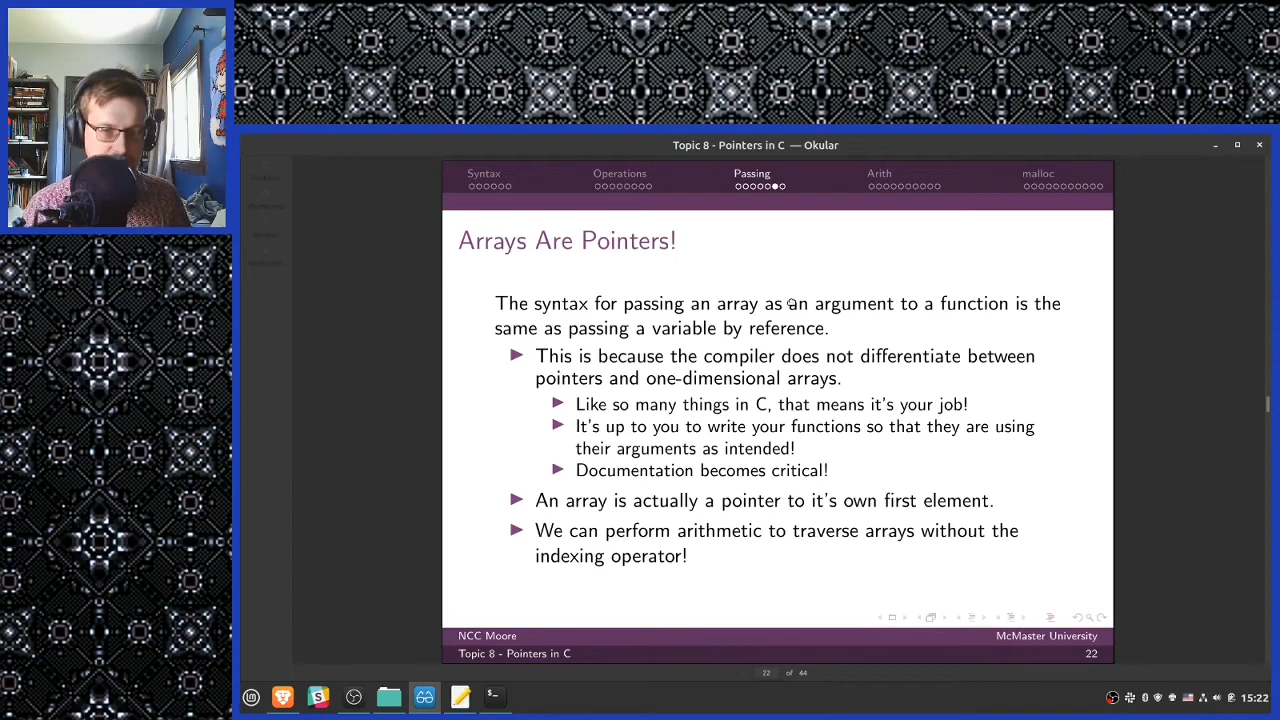 Topic 8 - Pointers in C — Okular
Syntax
Operations
Passing
Arith
malloc
Arrays Are Pointers!
The syntax for passing an array as an argument to a function is the
same as passing a variable by reference.
This is because the compiler does not differentiate between
pointers and one-dimensional arrays.
Like so many things in C, that means it's your job!
It's up to you to write your functions so that they are using
their arguments as intended!
Documentation becomes critical!
An array is actually a pointer to it's own first element.
We can perform arithmetic to traverse arrays without the
indexing operator!
NCC Moore
McMaster University
Topic 8 - Pointers in C
22
22 of 44
15:22